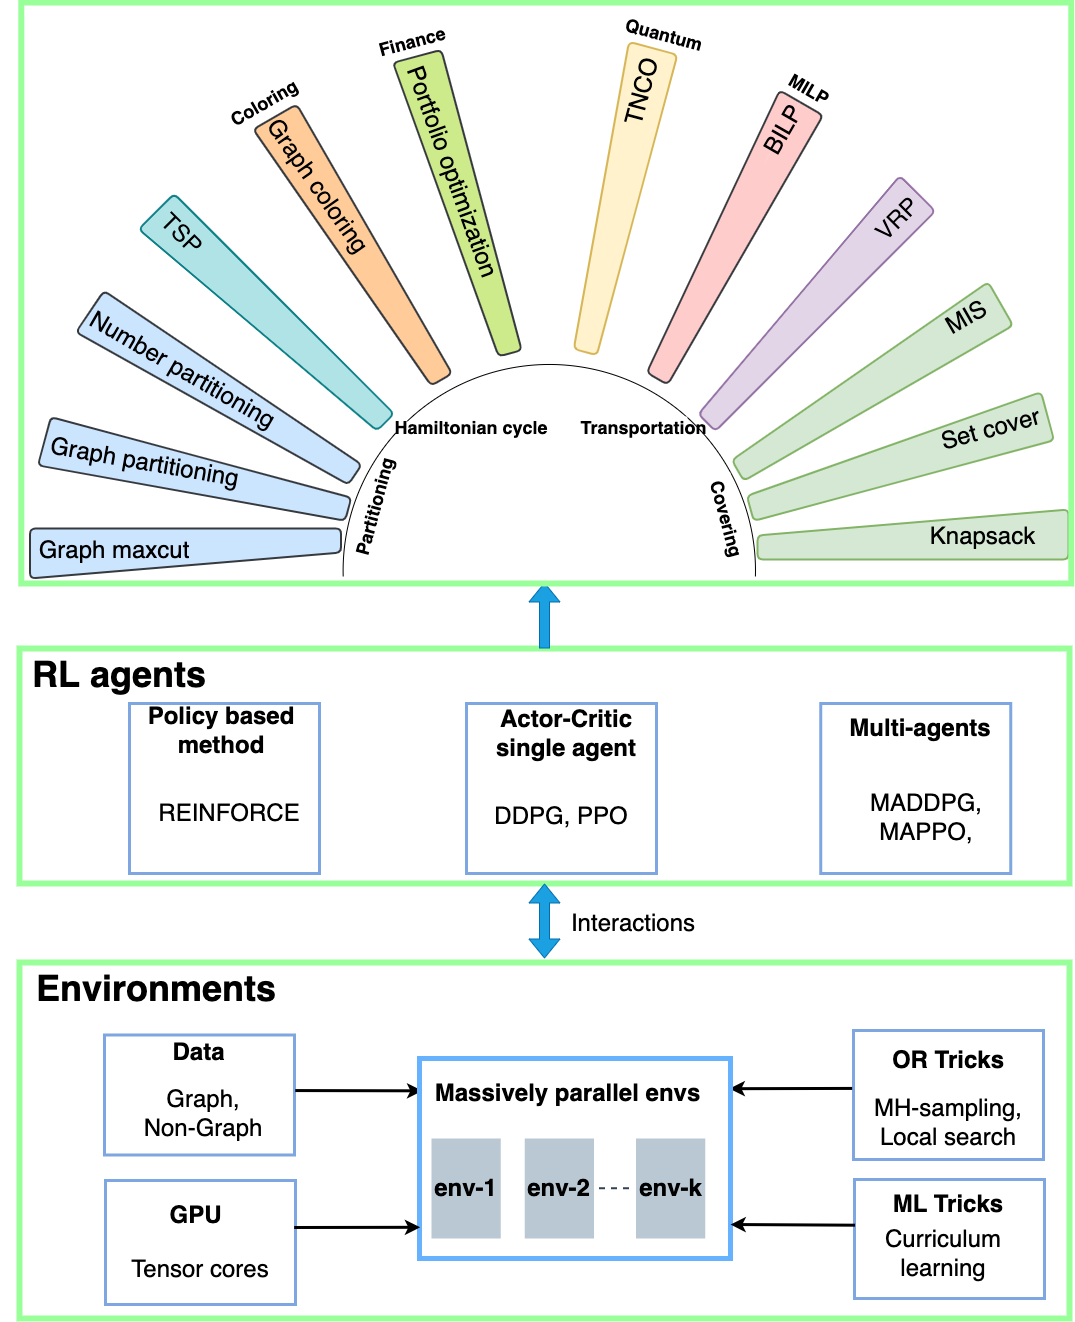 Finance
Quantum
Coloring
MILP
Portfolio optimization
TNCO
Graph coloring
BILP
TSP
VRP
Number partitioning
MIS
Hamiltonian cycle
Transportation
Graph partitioning
Set cover
Partitioning
Covering
Graph maxcut
Knapsack
RL agents
Policy based
method
REINFORCE
Actor-Critic
single agent
DDPG, PPO
Multi-agents
MADDPG,
MAPPO,
Interactions
Environments
Data
Graph,
Non-Graph
GPU
Tensor cores
Massively parallel envs
env-1
env-2
env-k
OR Tricks
MH-sampling,
Local search
ML Tricks
Curriculum
learning